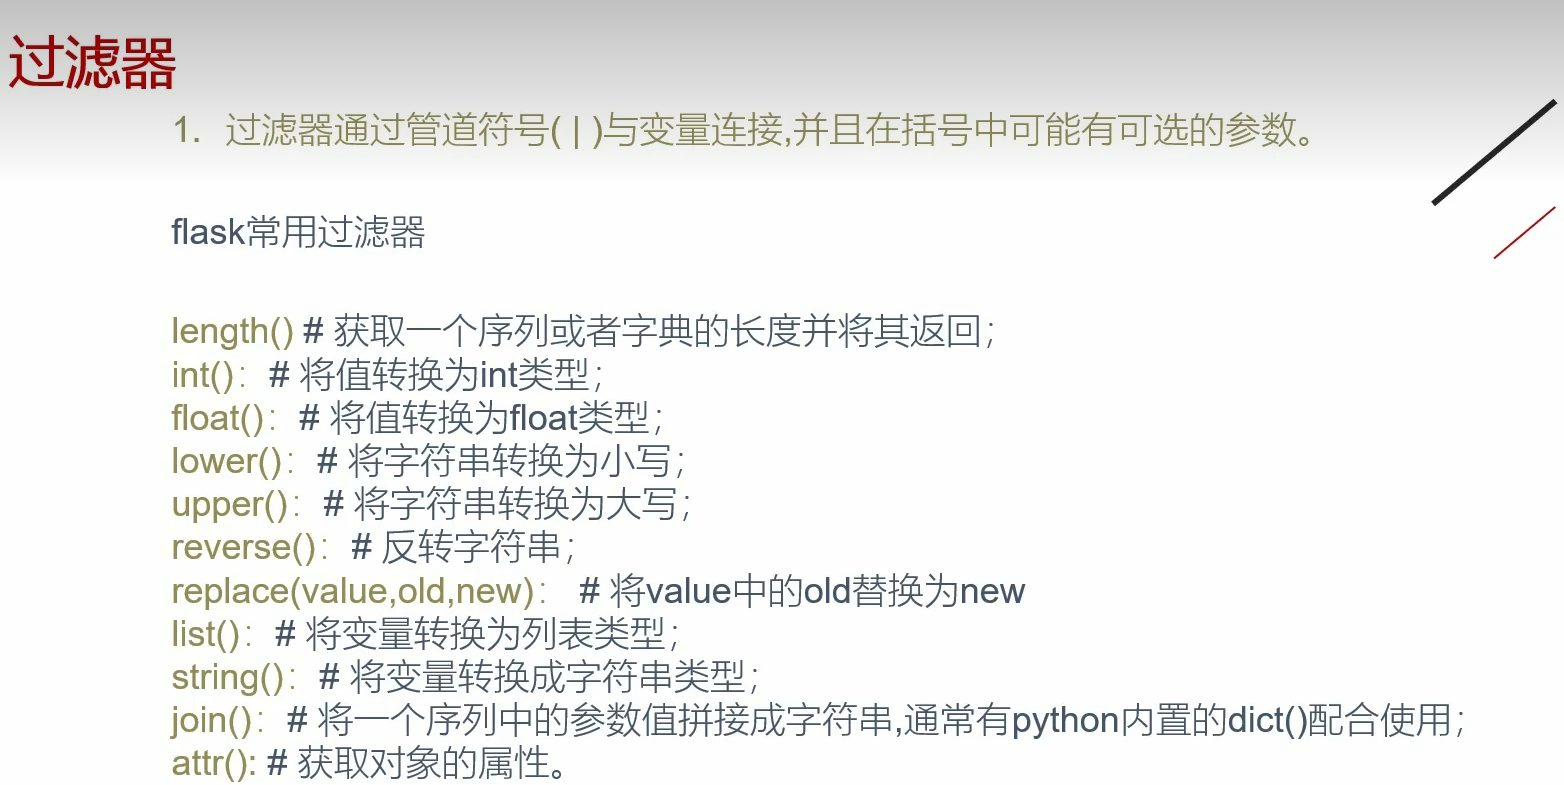 过滤器
1. 过滤器通过管道符号( | )与变量连接,并且在括号中可能有可选的参数。
flask常用过滤器
length() # 获取一个序列或者字典的长度并将其返回；
int()：# 将值转换为int类型；
float()：# 将值转换为float类型；
lower()：# 将字符串转换为小写；
upper()：# 将字符串转换为大写；
reverse()：# 反转字符串；
replace(value,old,new)： # 将value中的old替换为new
list()：# 将变量转换为列表类型；
string()：# 将变量转换成字符串类型；
join()：# 将一个序列中的参数值拼接成字符串,通常有python内置的dict()配合使用；
attr(): # 获取对象的属性。